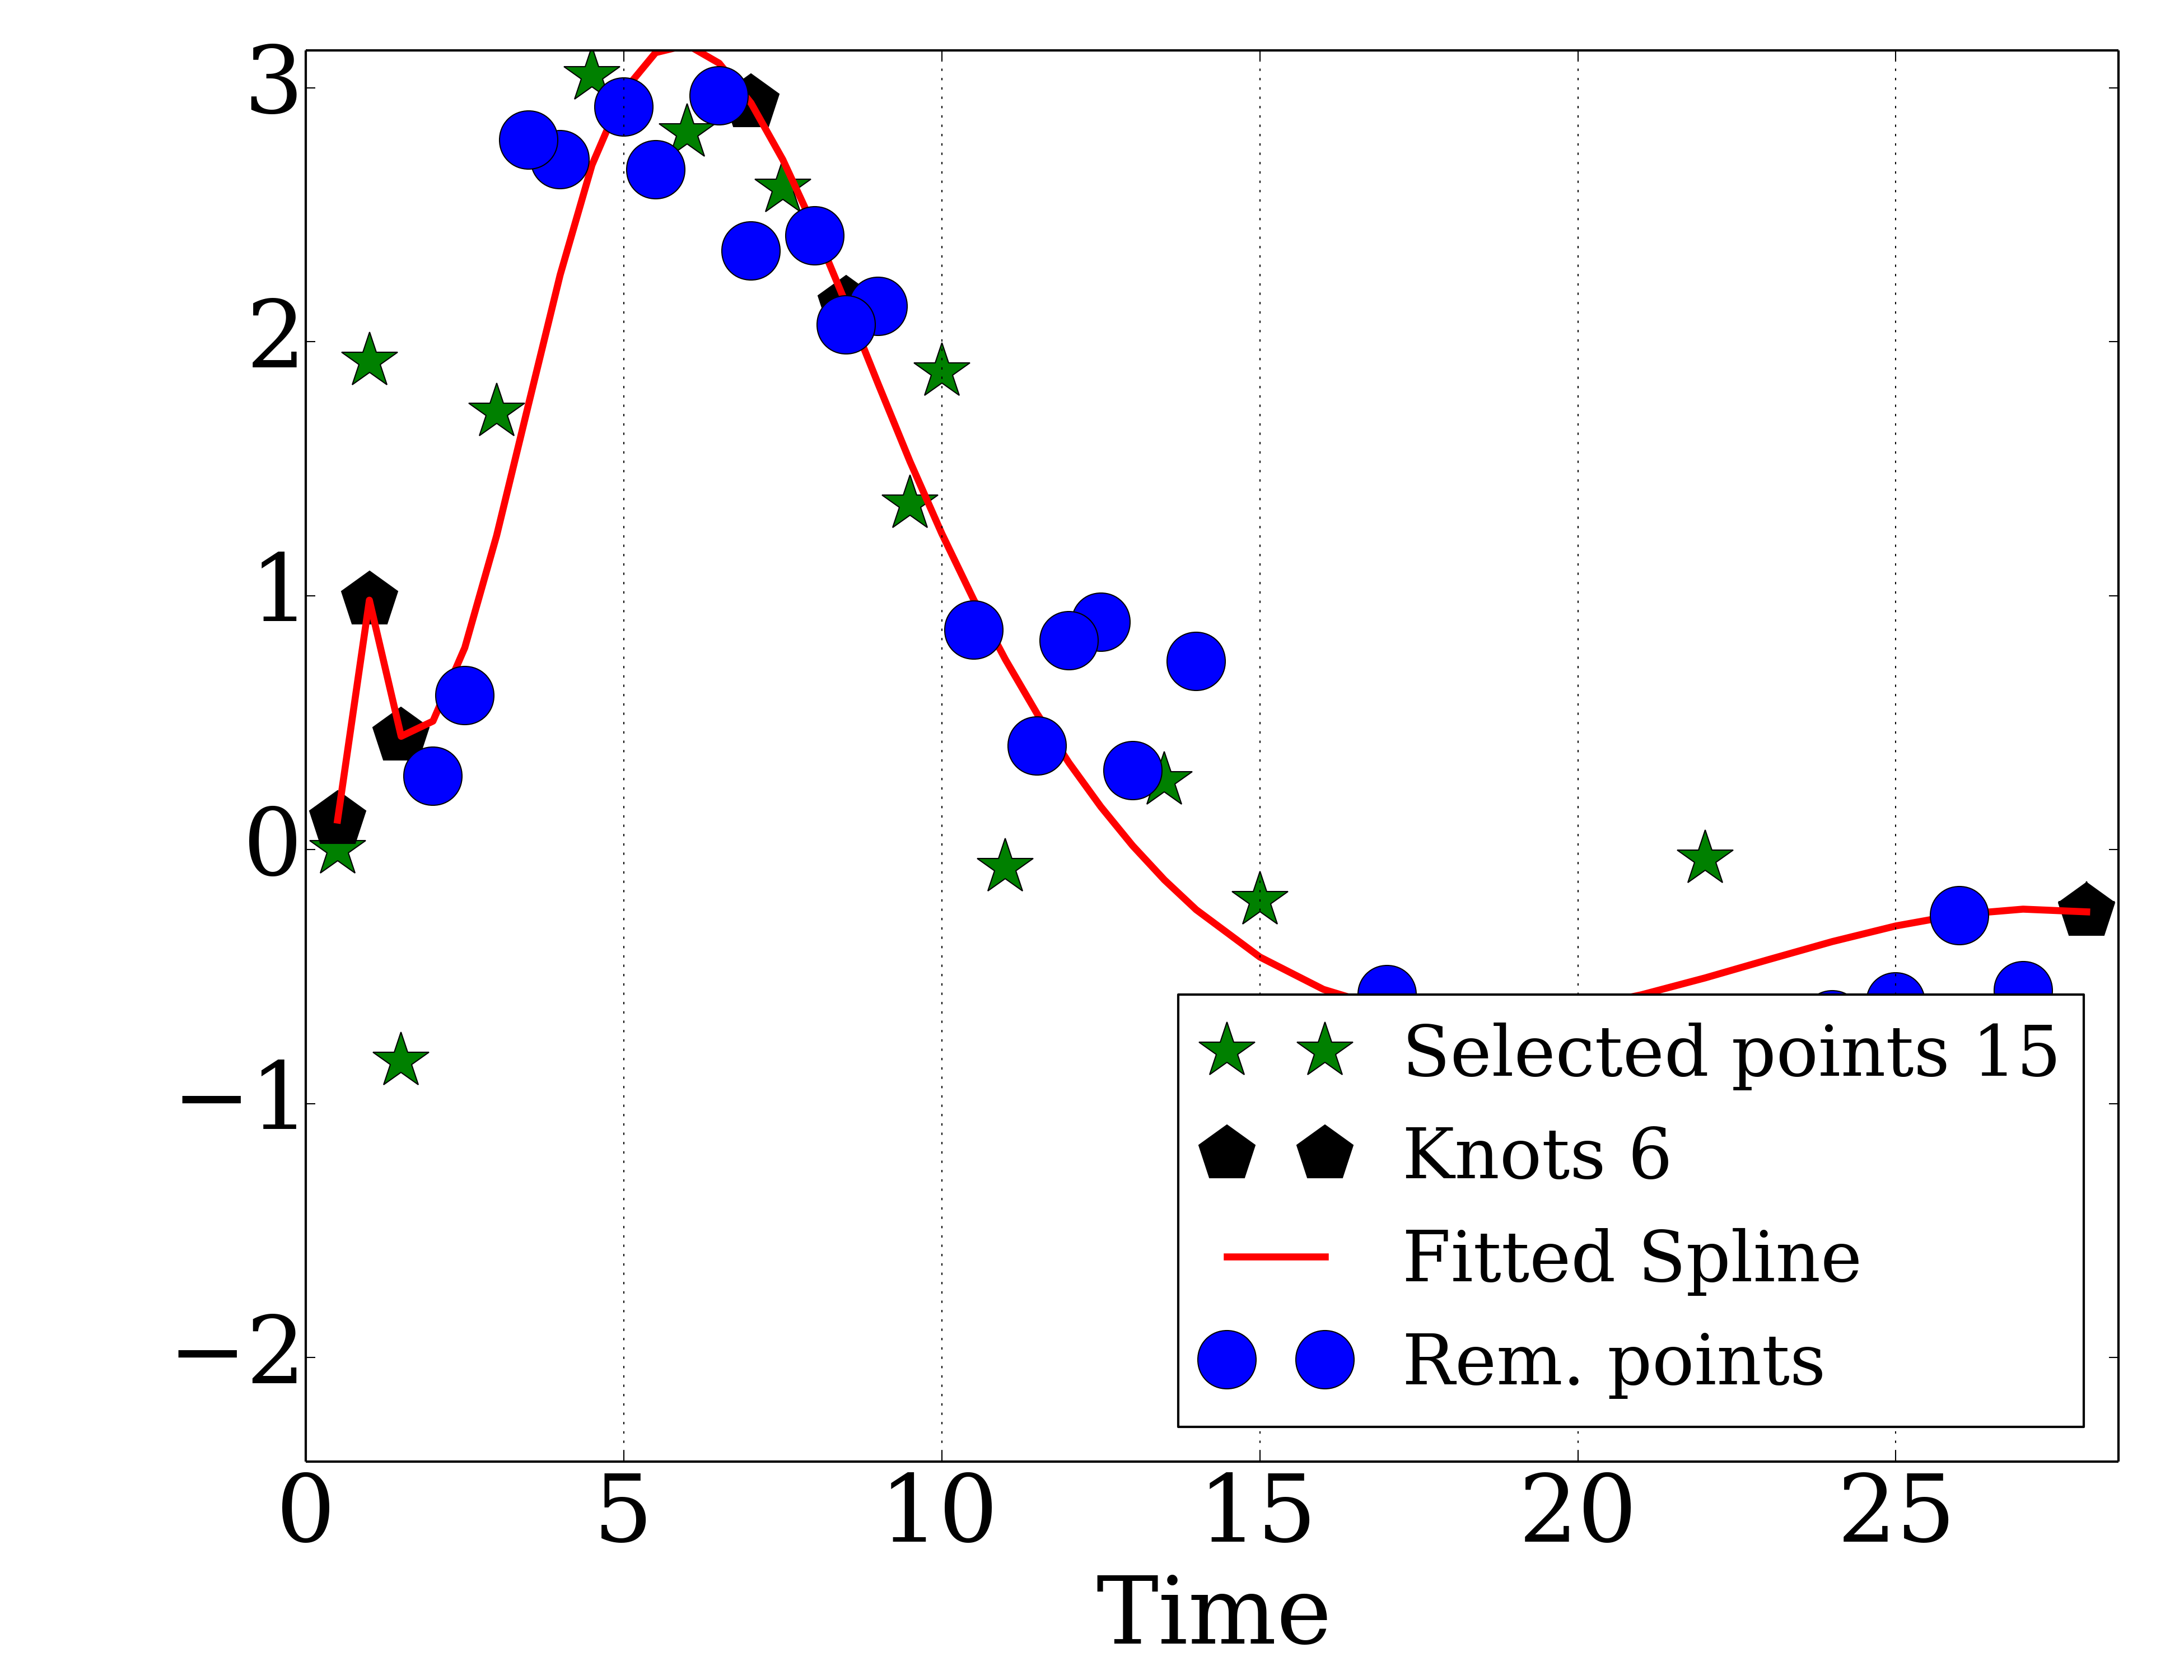 3
2
1
0
−1
−2
0 5 10 15 20 25
Time
Selected points 15
Knots 6
Fitted Spline
Rem. points